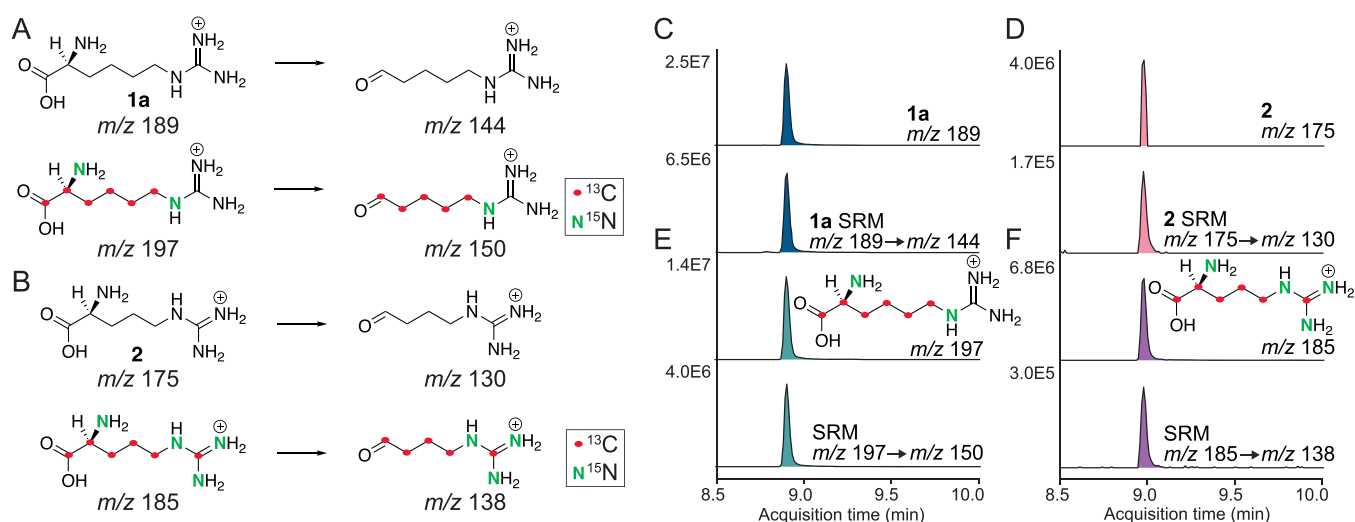 A
H NH₂ O OH N H NH₂ NH₂ ⊕
1a
m/z 189
NH₂ ⊕ O N H NH₂
m/z 144
H NH₂ O OH N H NH₂ ⊕ NH₂
m/z 197
NH₂ ⊕ O N H NH₂
m/z 150
¹³C
N ¹⁵N
B
H NH₂ O OH H N NH₂ ⊕ NH₂
2
m/z 175
O H N NH₂ ⊕ NH₂
m/z 130
H NH₂ O OH H N NH₂ ⊕ NH₂
m/z 185
O H N NH₂ ⊕ NH₂
m/z 138
¹³C
N ¹⁵N
C
2.5E7
1a
m/z 189
6.5E6
1a SRM
m/z 189→m/z 144
D
4.0E6
2
m/z 175
1.7E5
2 SRM
m/z 175→m/z 130
E
1.4E7
H NH₂ O OH N H NH₂ ⊕ NH₂
m/z 197
4.0E6
SRM
m/z 197→m/z 150
8.5 9.0 9.5 10.0
Acquisition time (min)
F
6.8E6
H NH₂ O OH H N NH₂ ⊕ NH₂
m/z 185
3.0E5
SRM
m/z 185→m/z 138
8.5 9.0 9.5 10.0
Acquisition time (min)